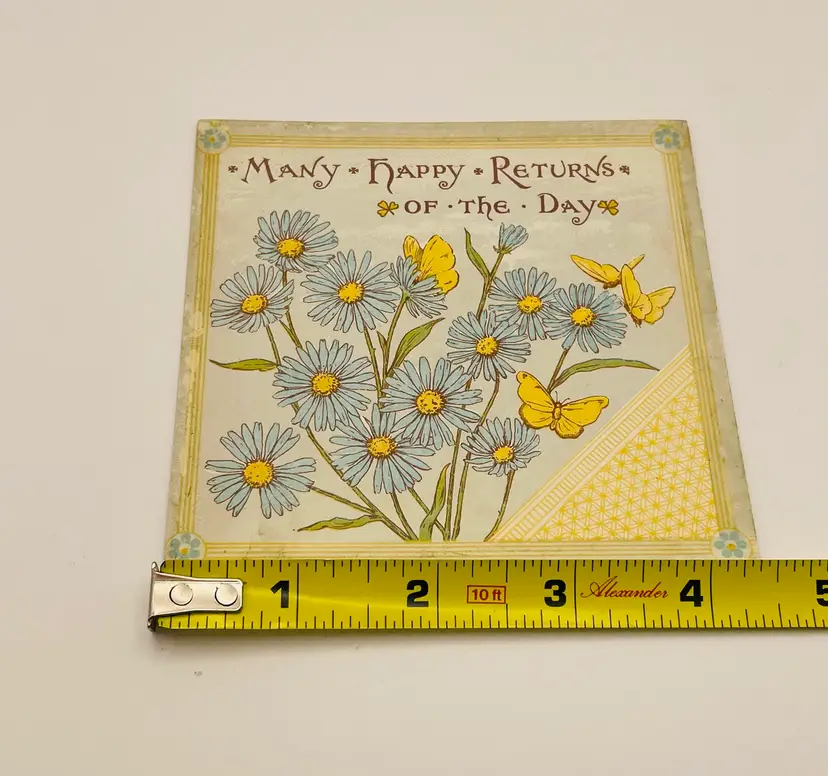 · Many · Happy · Returns ·
of · the · Day
1 2 10 ft 3 Alexander 4 5